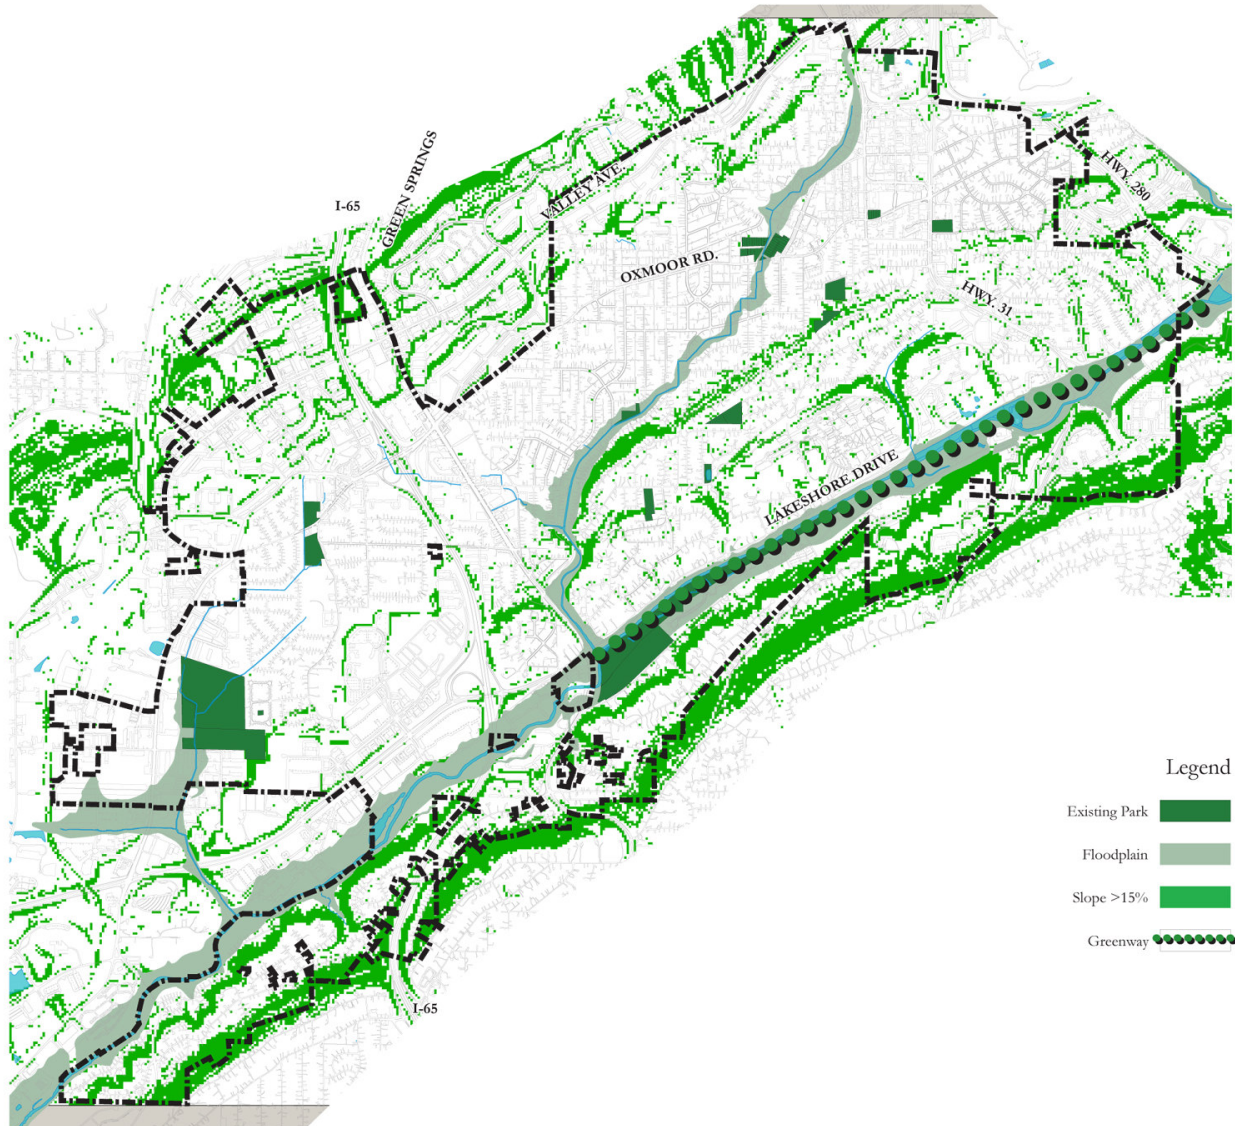 GREEN SPRINGS
I-65
VALLEY AVE.
HWY. 280
OXMOOR RD.
HWY. 31
LAKESHORE DRIVE
Legend
Existing Park
Floodplain
Slope >15%
Greenway
I-65